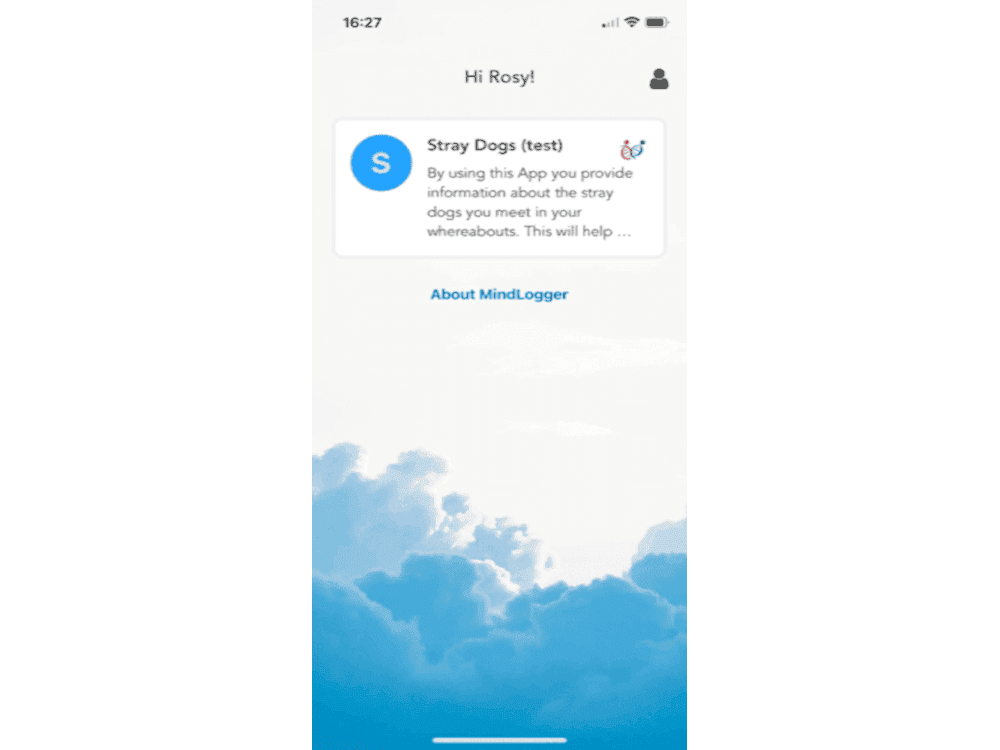 16:27
Hi Rosy!
S
Stray Dogs (test)
By using this App you provide
information about the stray
dogs you meet in your
whereabouts. This will help ...
About MindLogger